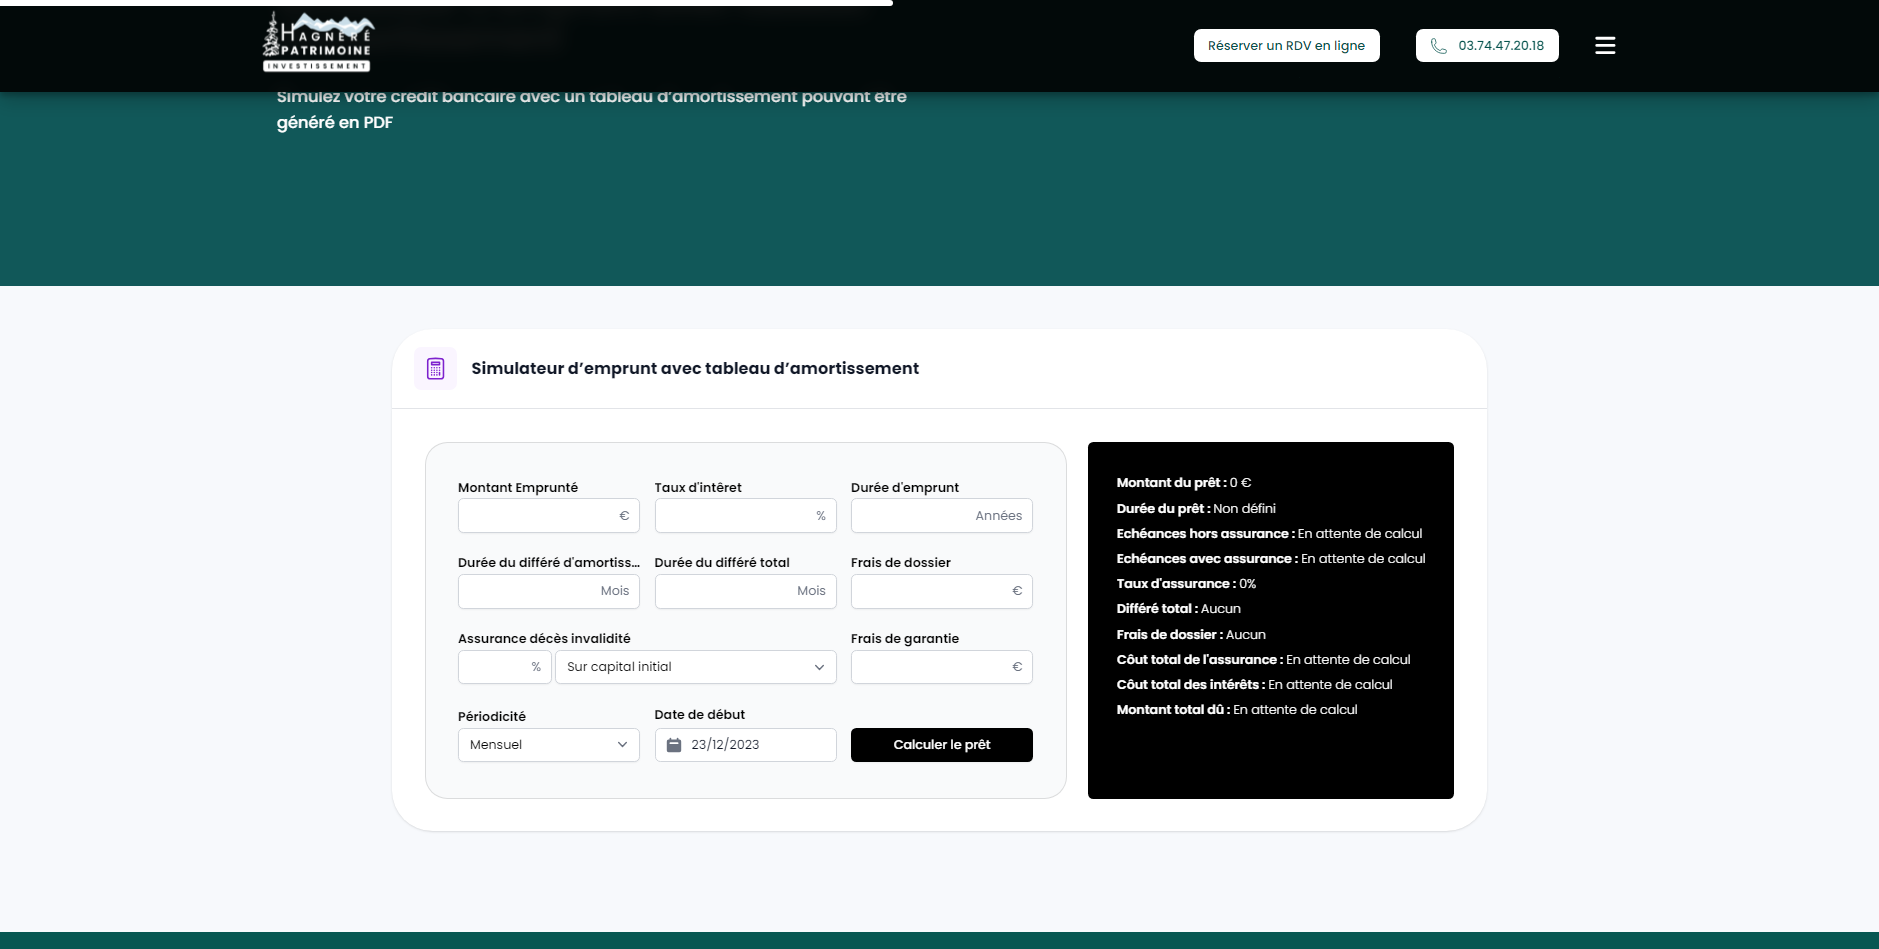 HAGNERÉ
PATRIMOINE
INVESTISSEMENT
Réserver un RDV en ligne
03.74.47.20.18
Simulez votre crédit bancaire avec un tableau d'amortissement pouvant être
généré en PDF
Simulateur d'emprunt avec tableau d'amortissement
Montant Emprunté
€
Taux d'intêret
%
Durée d'emprunt
Années
Durée du différé d'amortiss...
Mois
Durée du différé total
Mois
Frais de dossier
€
Assurance décès invalidité
%
Sur capital initial
Frais de garantie
€
Périodicité
Mensuel
Date de début
23/12/2023
Calculer le prêt
Montant du prêt : 0 €
Durée du prêt : Non défini
Echéances hors assurance : En attente de calcul
Echéances avec assurance : En attente de calcul
Taux d'assurance : 0%
Différé total : Aucun
Frais de dossier : Aucun
Côut total de l'assurance : En attente de calcul
Côut total des intérêts : En attente de calcul
Montant total dû : En attente de calcul